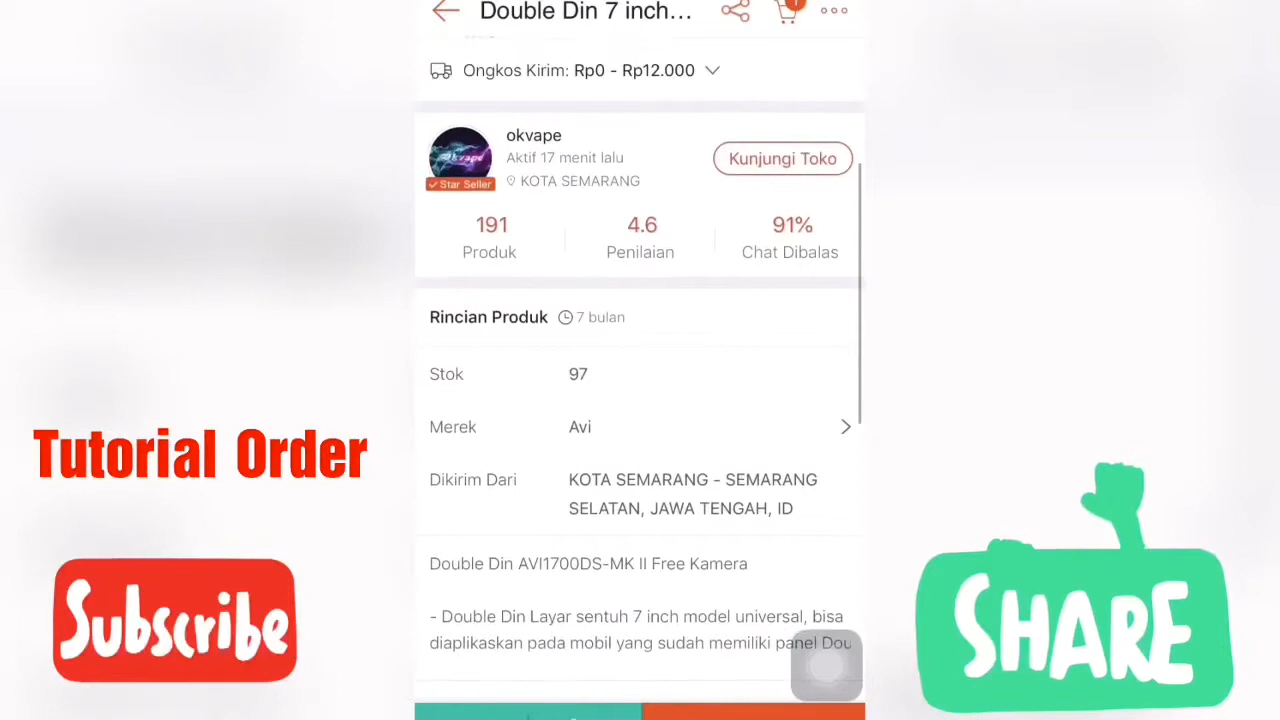 Double Din 7 inch...
1
Ongkos Kirim: Rp0 - Rp12.000
okvape
Aktif 17 menit lalu
Kunjungi Toko
Star Seller
KOTA SEMARANG
191
4.6
91%
Produk
Penilaian
Chat Dibalas
Rincian Produk
7 bulan
Stok
97
Merek
Avi
Dikirim Dari
KOTA SEMARANG - SEMARANG
SELATAN, JAWA TENGAH, ID
Double Din AVI1700DS-MK II Free Kamera
- Double Din Layar sentuh 7 inch model universal, bisa
diaplikaskan pada mobil yang sudah memiliki panel Dou
Tutorial Order
Subscribe
SHARE